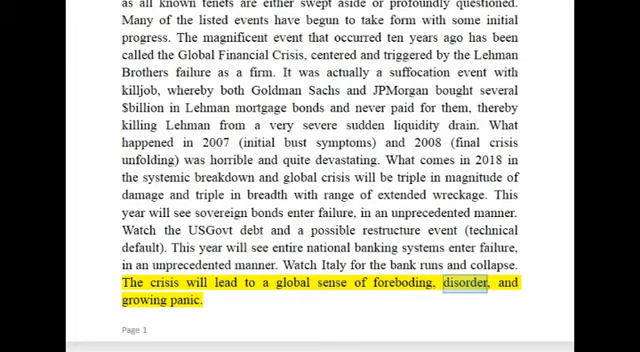 as all known tenets are either swept aside or profoundly questioned.
Many of the listed events have begun to take form with some initial
progress. The magnificent event that occurred ten years ago has been
called the Global Financial Crisis, centered and triggered by the Lehman
Brothers failure as a firm. It was actually a suffocation event with
killjob, whereby both Goldman Sachs and JPMorgan bought several
$billion in Lehman mortgage bonds and never paid for them, thereby
killing Lehman from a very severe sudden liquidity drain. What
happened in 2007 (initial bust symptoms) and 2008 (final crisis
unfolding) was horrible and quite devastating. What comes in 2018 in
the systemic breakdown and global crisis will be triple in magnitude of
damage and triple in breadth with range of extended wreckage. This
year will see sovereign bonds enter failure, in an unprecedented manner.
Watch the USGovt debt and a possible restructure event (technical
default). This year will see entire national banking systems enter failure,
in an unprecedented manner. Watch Italy for the bank runs and collapse.
The crisis will lead to a global sense of foreboding, disorder, and
growing panic.
Page 1